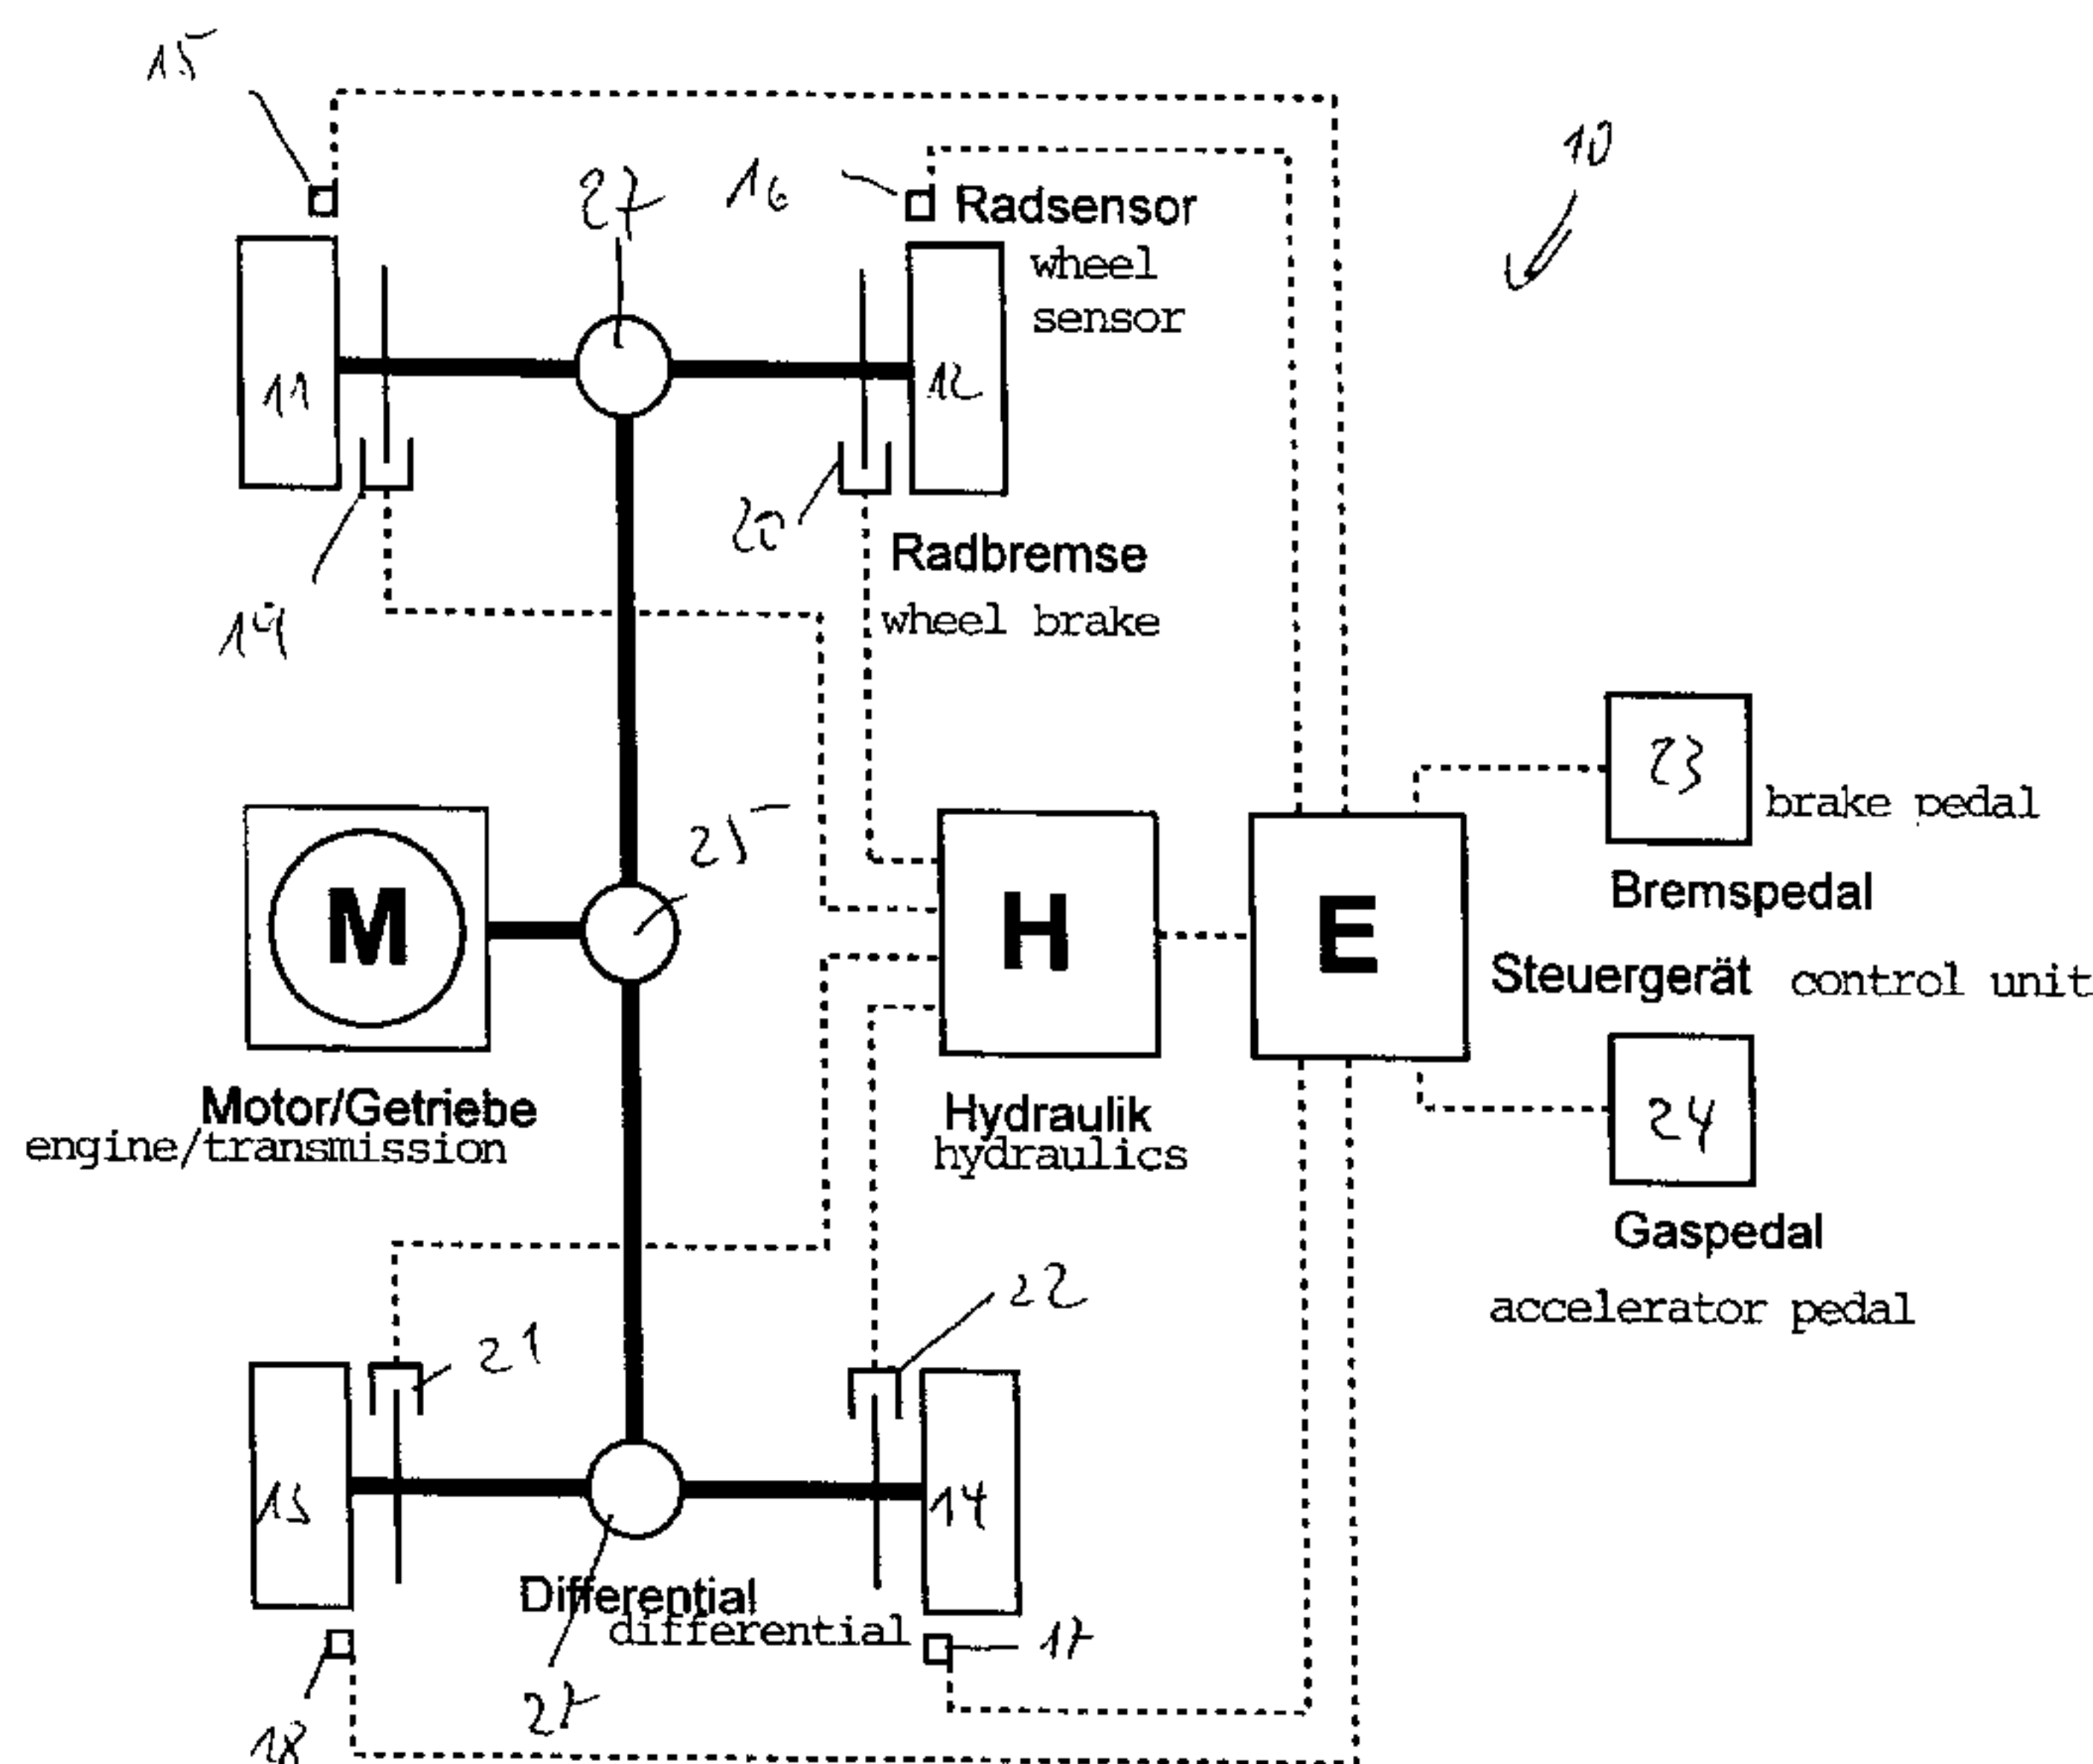 15
10
27
16
Radsensor
wheel
sensor
11
12
20
Radbremse
19
wheel brake
23
brake pedal
25
Bremspedal
M
H
E
Steuergerät control unit
Motor/Getriebe
engine/transmission
Hydraulik
hydraulics
24
Gaspedal
accelerator pedal
22
21
13
14
Differential
differential
17
27
18